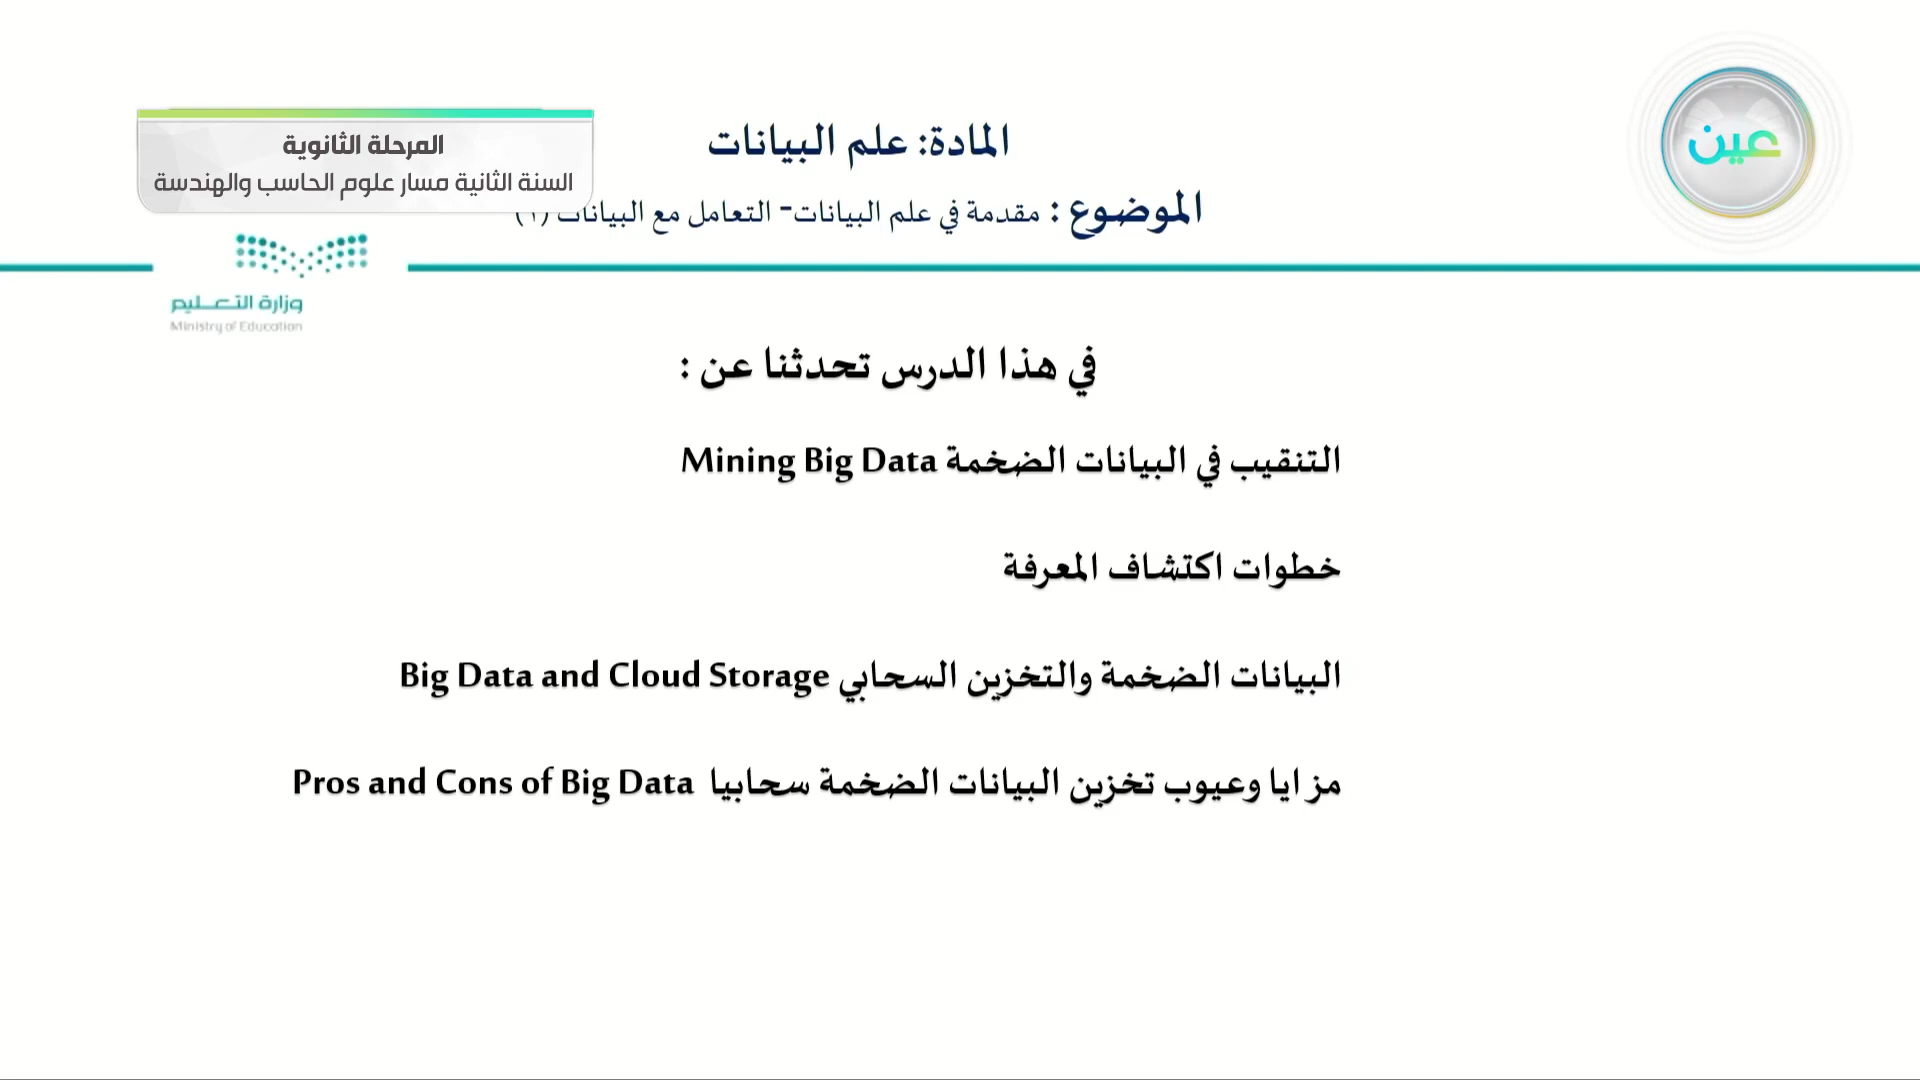 عين
المادة: علم البيانات
المرحلة الثانوية
السنة الثانية مسار علوم الحاسب والهندسة
الموضوع : مقدمة في علم البيانات- التعامل مع البيانات
وزارة التعليم
Ministry of Education
في هذا الدرس تحدثنا عن :
التنقيب في البيانات الضخمة Mining Big Data
خطوات اكتشاف المعرفة
البيانات الضخمة والتخزين السحابي Big Data and Cloud Storage
مزايا وعيوب تخزين البيانات الضخمة سحابيا Pros and Cons of Big Data